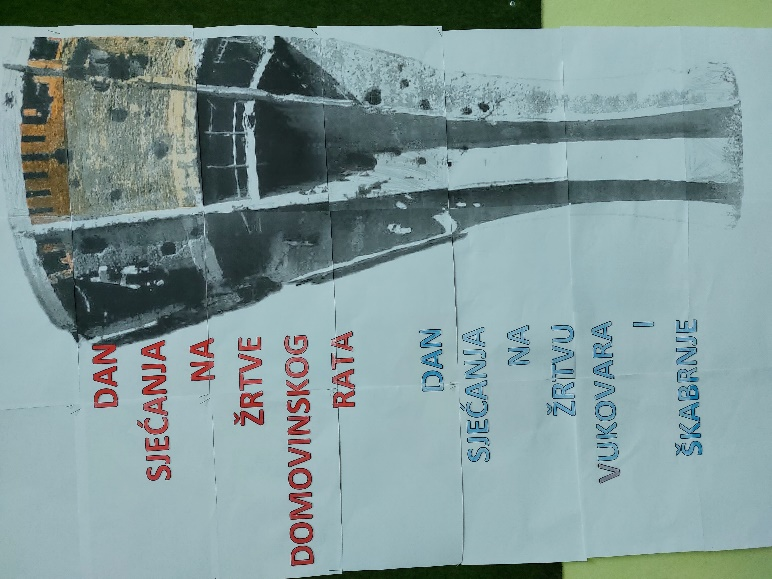 DAN
SJEĆANJA
NA
ŽRTVE
DOMOVINSKOG
RATA
DAN
SJEĆANJA
NA
ŽRTVU
VUKOVARA
I
ŠKABRNJE